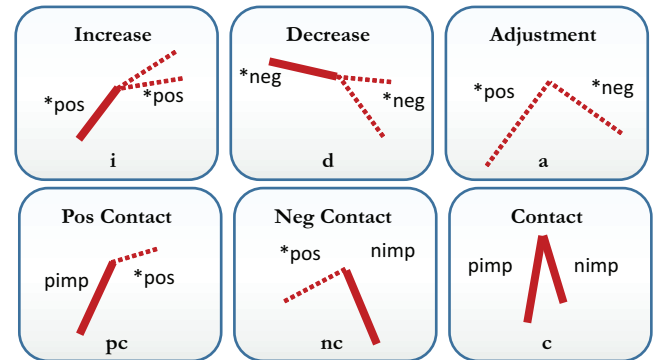 Increase
*pos
*pos
i
Decrease
*neg
*neg
d
Adjustment
*pos
*neg
a
Pos Contact
pimp
*pos
pc
Neg Contact
*pos
nimp
nc
Contact
pimp
nimp
c